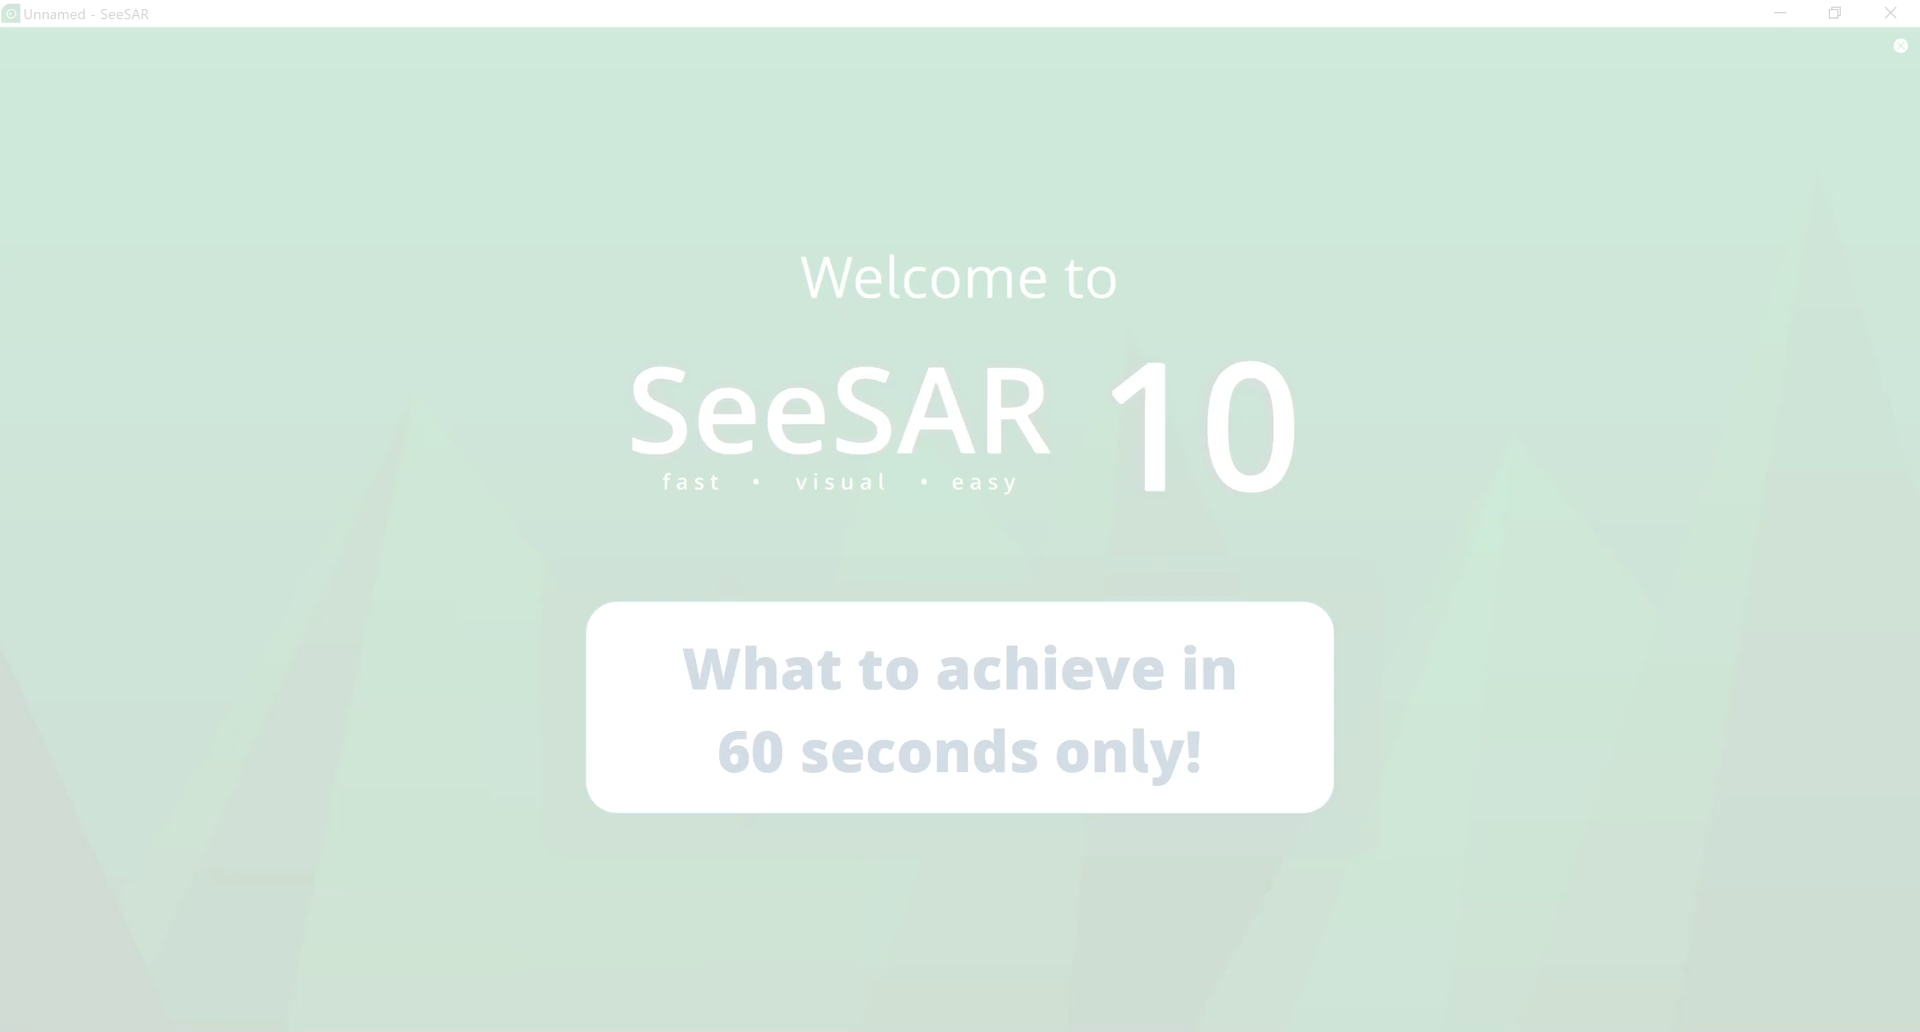 Unnamed - SeeSAR
Welcome to
SeeSAR 10
fast • visual • easy
What to achieve in
60 seconds only!